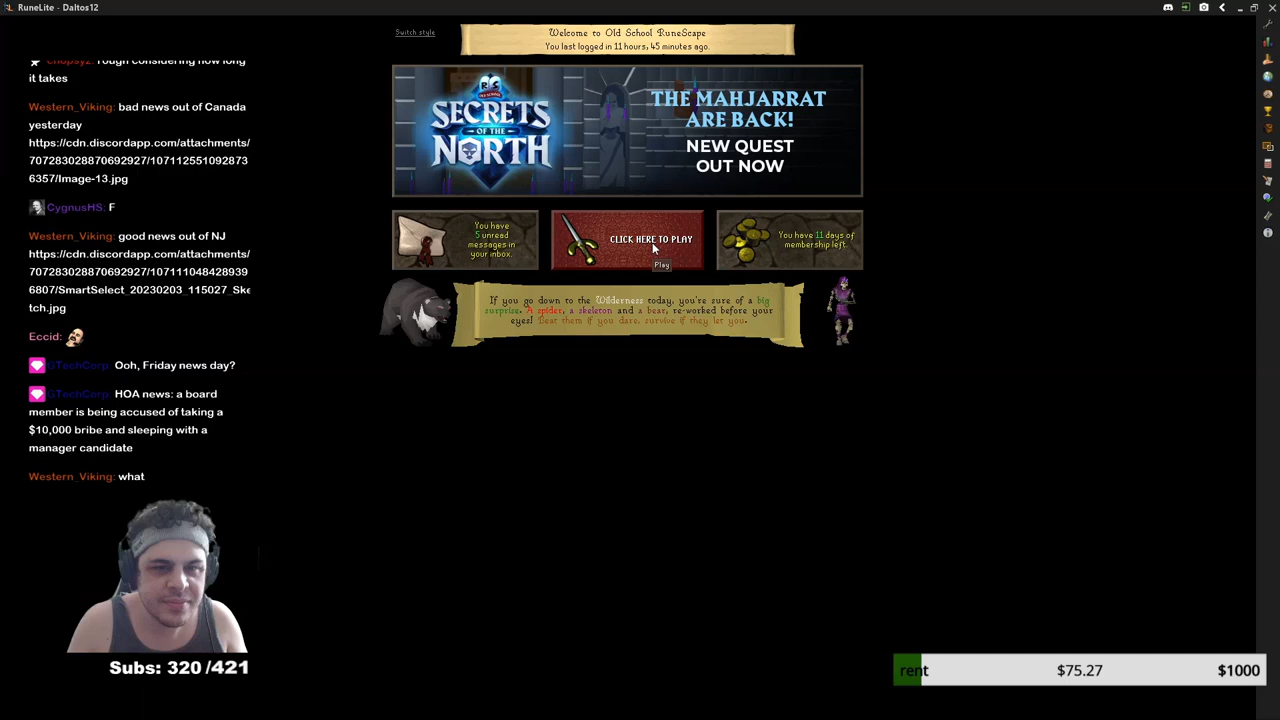 RuneLite - Daltos12
it takes
Western_Viking: bad news out of Canada
yesterday
https://cdn.discordapp.com/attachments/
707283028870692927/107112551092873
6357/Image-13.jpg
CygnusHS: F
Western_Viking: good news out of NJ
https://cdn.discordapp.com/attachments/
707283028870692927/107111048428939
6807/SmartSelect_20230203_115027_Ske
tch.jpg
Eccid:
GTechCorp: Ooh, Friday news day?
GTechCorp: HOA news: a board
member is being accused of taking a
$10,000 bribe and sleeping with a
manager candidate
Western_Viking: what
Subs: 320 /421
Switch style
Welcome to Old School RuneScape
You last logged in 11 hours, 45 minutes ago.
OLD SCHOOL
SECRETS
OF THE
NORTH
THE MAHJARRAT
ARE BACK!
NEW QUEST
OUT NOW
You have
5 unread
messages in
your inbox.
CLICK HERE TO PLAY
Play
You have 11 days of
membership left.
If you go down to the Wilderness today, you're sure of a big
surprise. A spider, a skeleton and a bear, re-worked before your
eyes! Beat them if you dare, survive if they let you.
rent $75.27 $1000